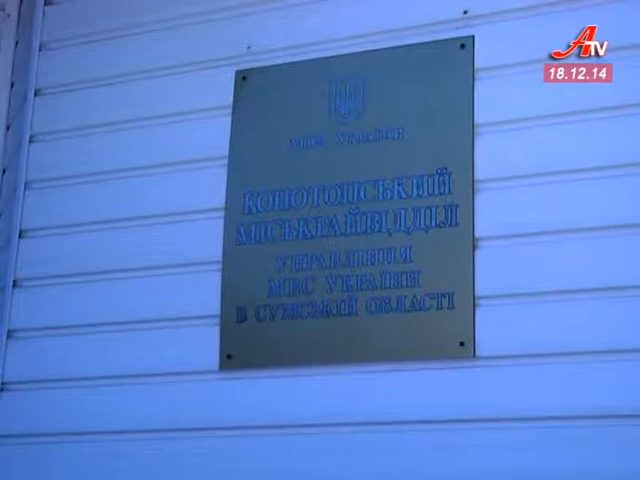 ATV
18.12.14
МВС УКРАЇНИ
КОНОТОПСЬКИЙ
МІСЬКРАЙВІДДІЛ
УПРАВЛІННЯ
МВС УКРАЇНИ
В СУМСЬКІЙ ОБЛАСТІ